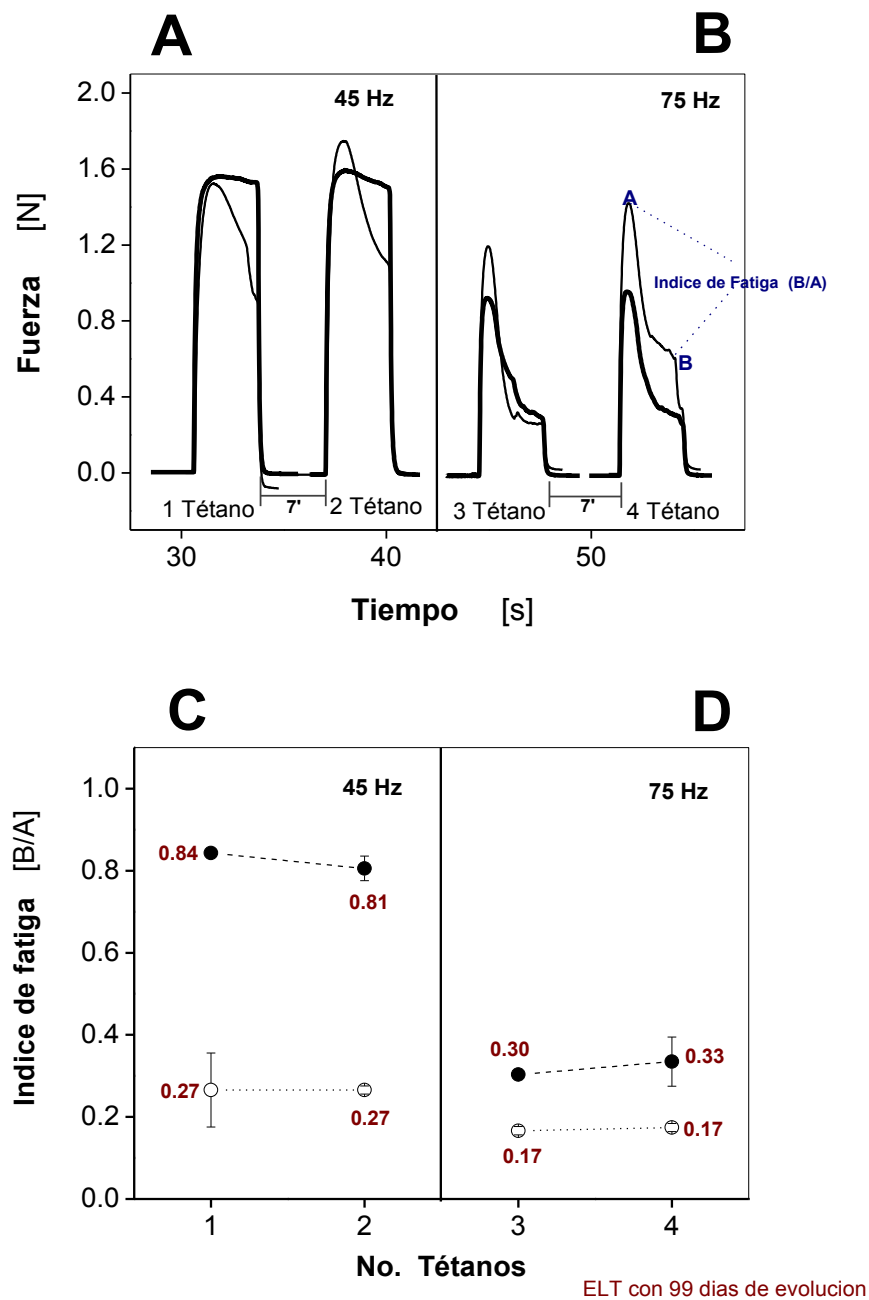 A
B
45 Hz
75 Hz
2.0
1.6
1.2
0.8
0.4
0.0
Fuerza [N]
A
Indice de Fatiga (B/A)
B
1 Tétano
7'
2 Tétano
3 Tétano
7'
4 Tétano
30
40
50
Tiempo [s]
C
D
45 Hz
75 Hz
1.0
0.8
0.6
0.4
0.2
0.0
Indice de fatiga [B/A]
0.84
0.81
0.27
0.27
0.30
0.33
0.17
0.17
1
2
3
4
No. Tétanos
ELT con 99 dias de evolucion